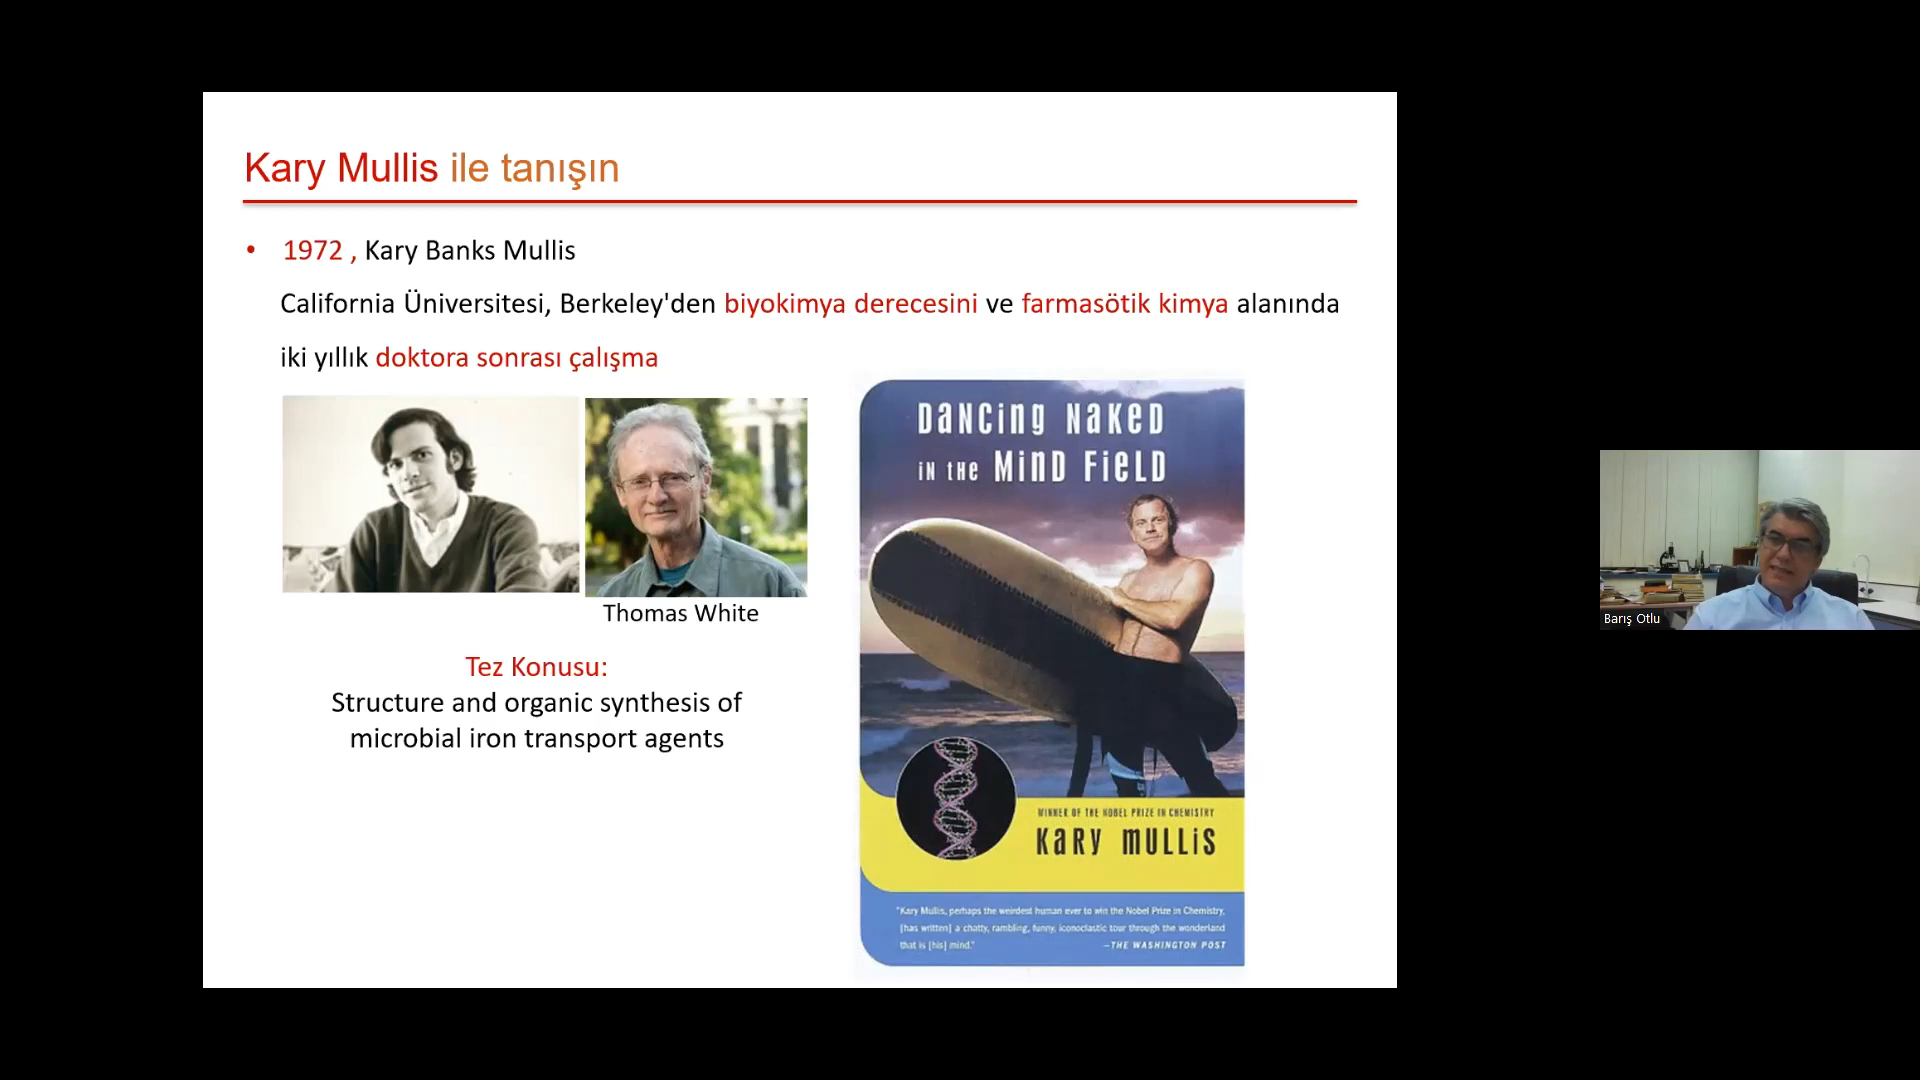 Kary Mullis ile tanışın
• 1972 , Kary Banks Mullis
California Üniversitesi, Berkeley'den biyokimya derecesini ve farmasötik kimya alanında
iki yıllık doktora sonrası çalışma
Thomas White
Tez Konusu:
Structure and organic synthesis of
microbial iron transport agents
DANCING NAKED
IN THE MIND FIELD
WINNER OF THE NOBEL PRIZE IN CHEMISTRY
KARY MULLIS
"Kary Mullis, perhaps the weirdest human ever to win the Nobel Prize in Chemistry,
[has written] a chatty, rambling, funny, iconoclastic tour through the wonderland
that is [his] mind." —THE WASHINGTON POST
Barış Otlu